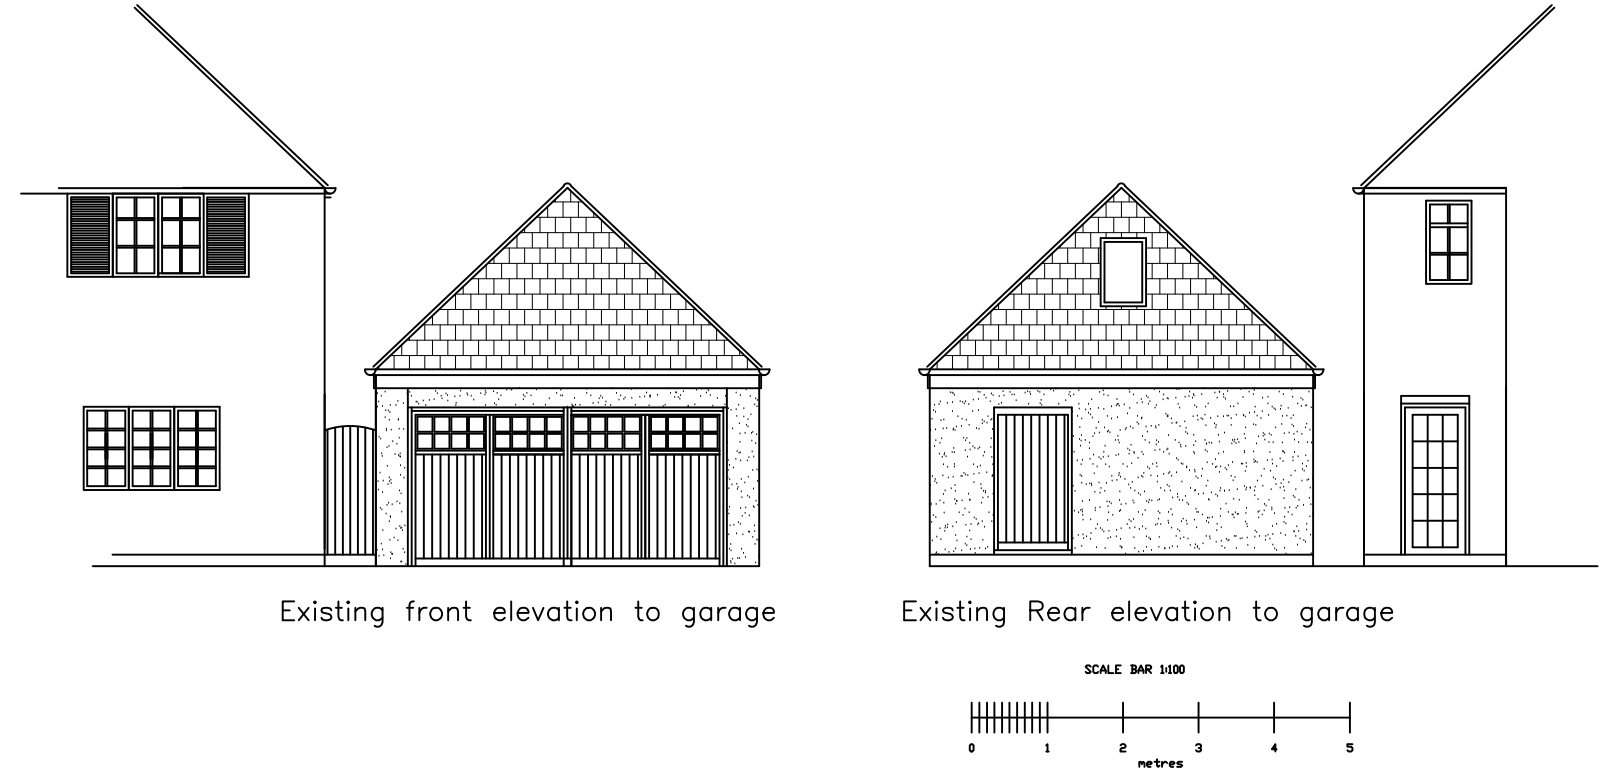 Existing front elevation to garage
Existing Rear elevation to garage
SCALE BAR 1:100
0 1 2 3 4 5
metres